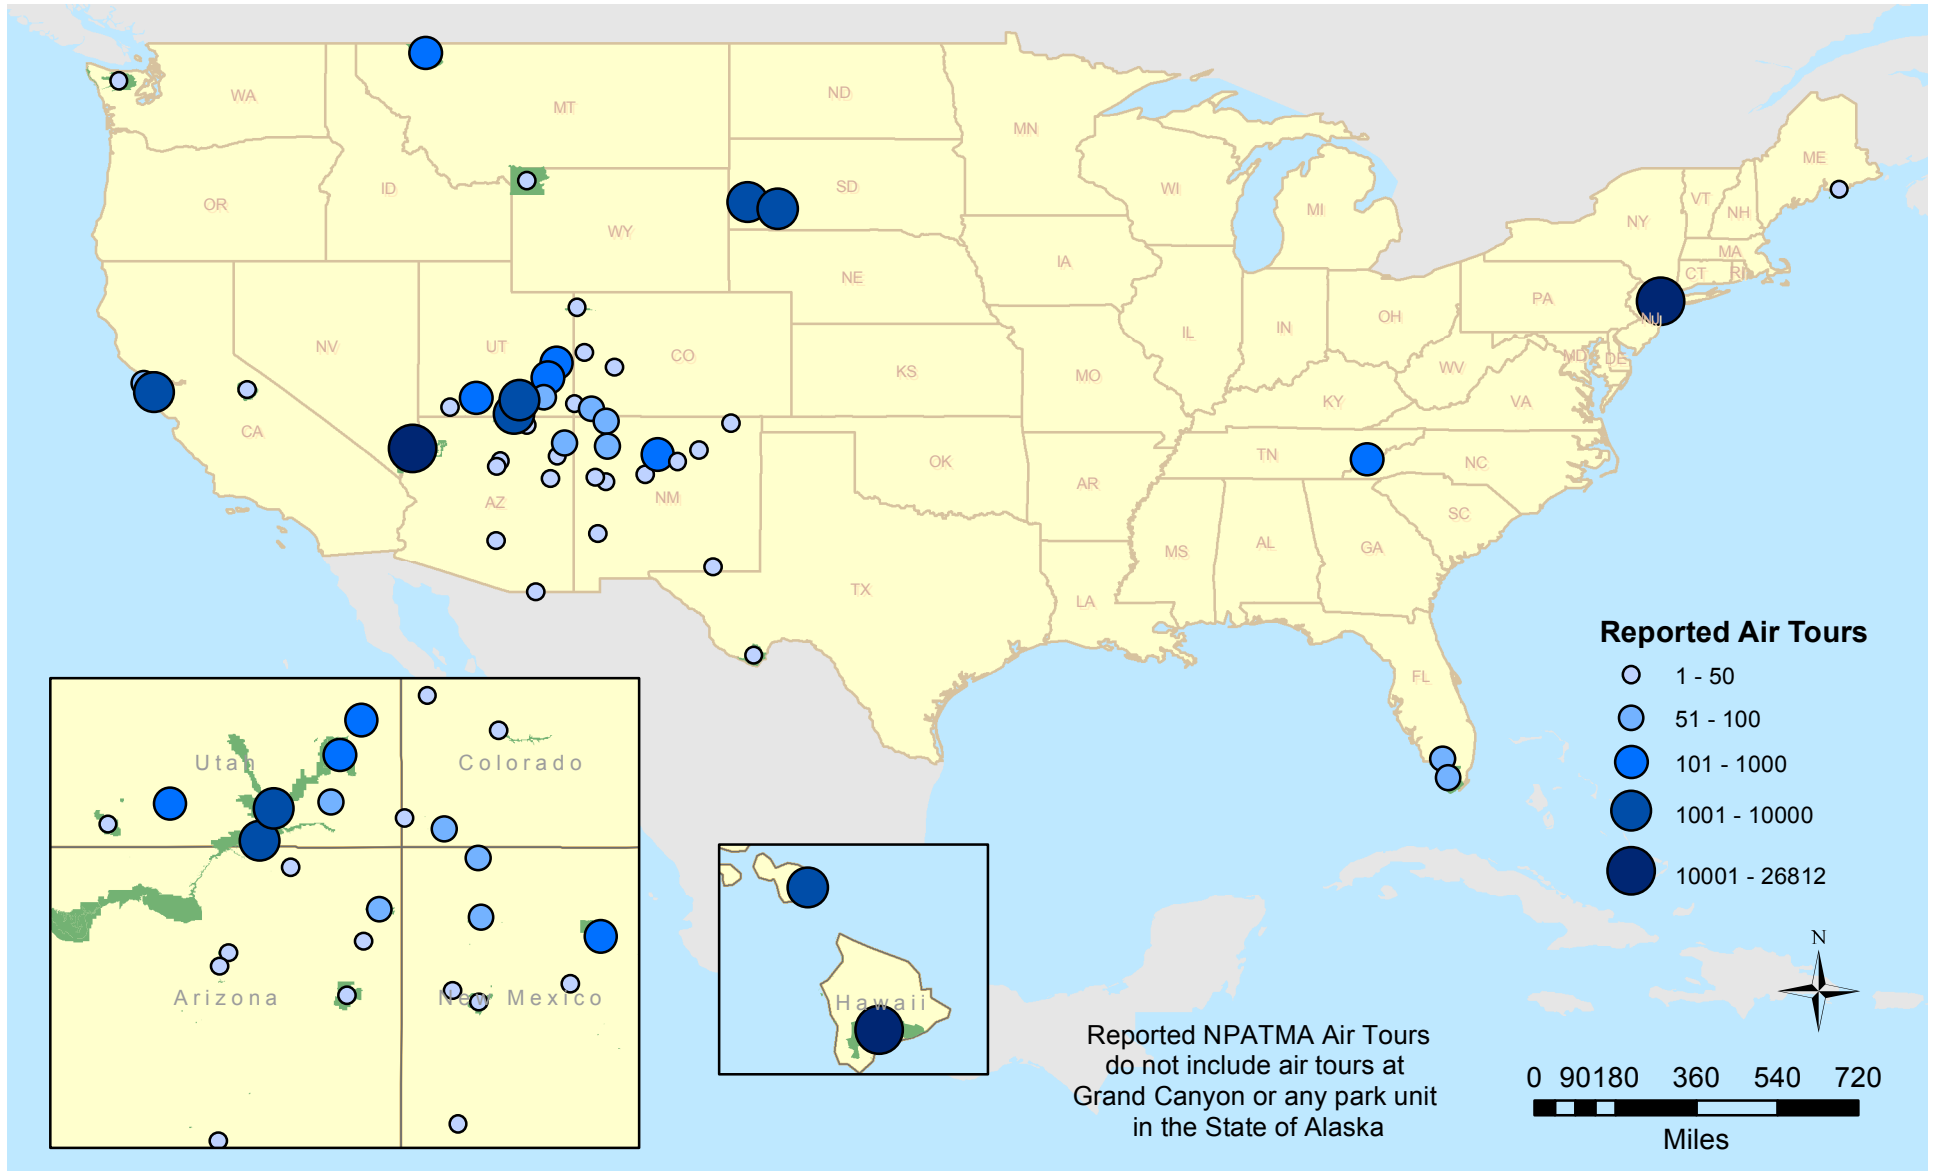 WA
MT
ND
MN
ME
OR
ID
SD
WI
MI
VT
NH
NY
WY
MA
IA
CT
RI
NE
PA
NV
UT
CO
IL
IN
OH
NJ
KS
MO
WV
MD
DE
CA
KY
VA
AZ
NM
OK
AR
TN
NC
SC
TX
MS
AL
GA
LA
FL
Reported Air Tours
1 - 50
51 - 100
101 - 1000
1001 - 10000
10001 - 26812
Utah
Colorado
Arizona
New Mexico
Hawaii
Reported NPATMA Air Tours
do not include air tours at
Grand Canyon or any park unit
in the State of Alaska
N
0 90 180 360 540 720
Miles